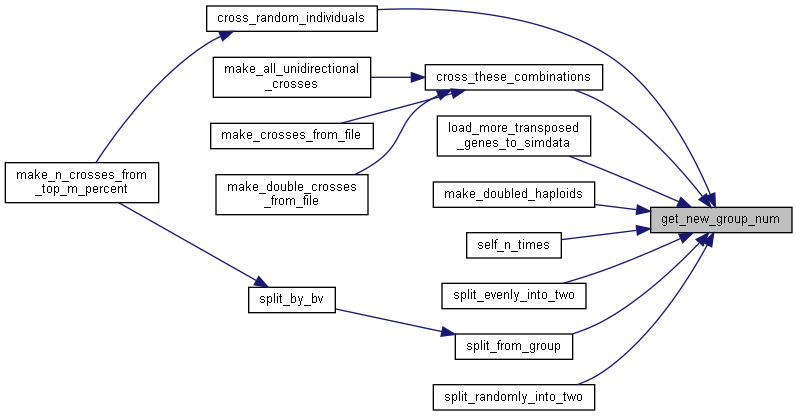 cross_random_individuals
make_all_unidirectional
_crosses
cross_these_combinations
make_crosses_from_file
load_more_transposed
_genes_to_simdata
make_n_crosses_from
_top_m_percent
make_double_crosses
_from_file
make_doubled_haploids
get_new_group_num
self_n_times
split_by_bv
split_evenly_into_two
split_from_group
split_randomly_into_two